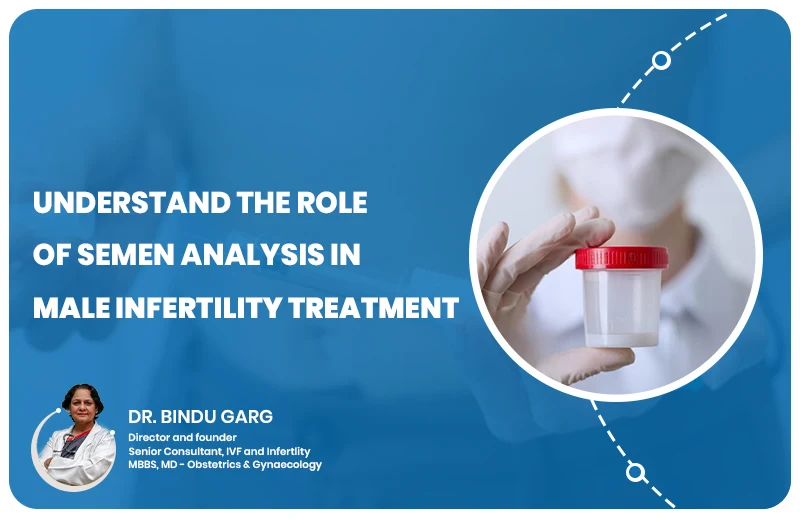 UNDERSTAND THE ROLE
OF SEMEN ANALYSIS IN
MALE INFERTILITY TREATMENT
DR. BINDU GARG
Director and founder
Senior Consultant, IVF and Infertlity
MBBS, MD - Obstetrics & Gynaecology